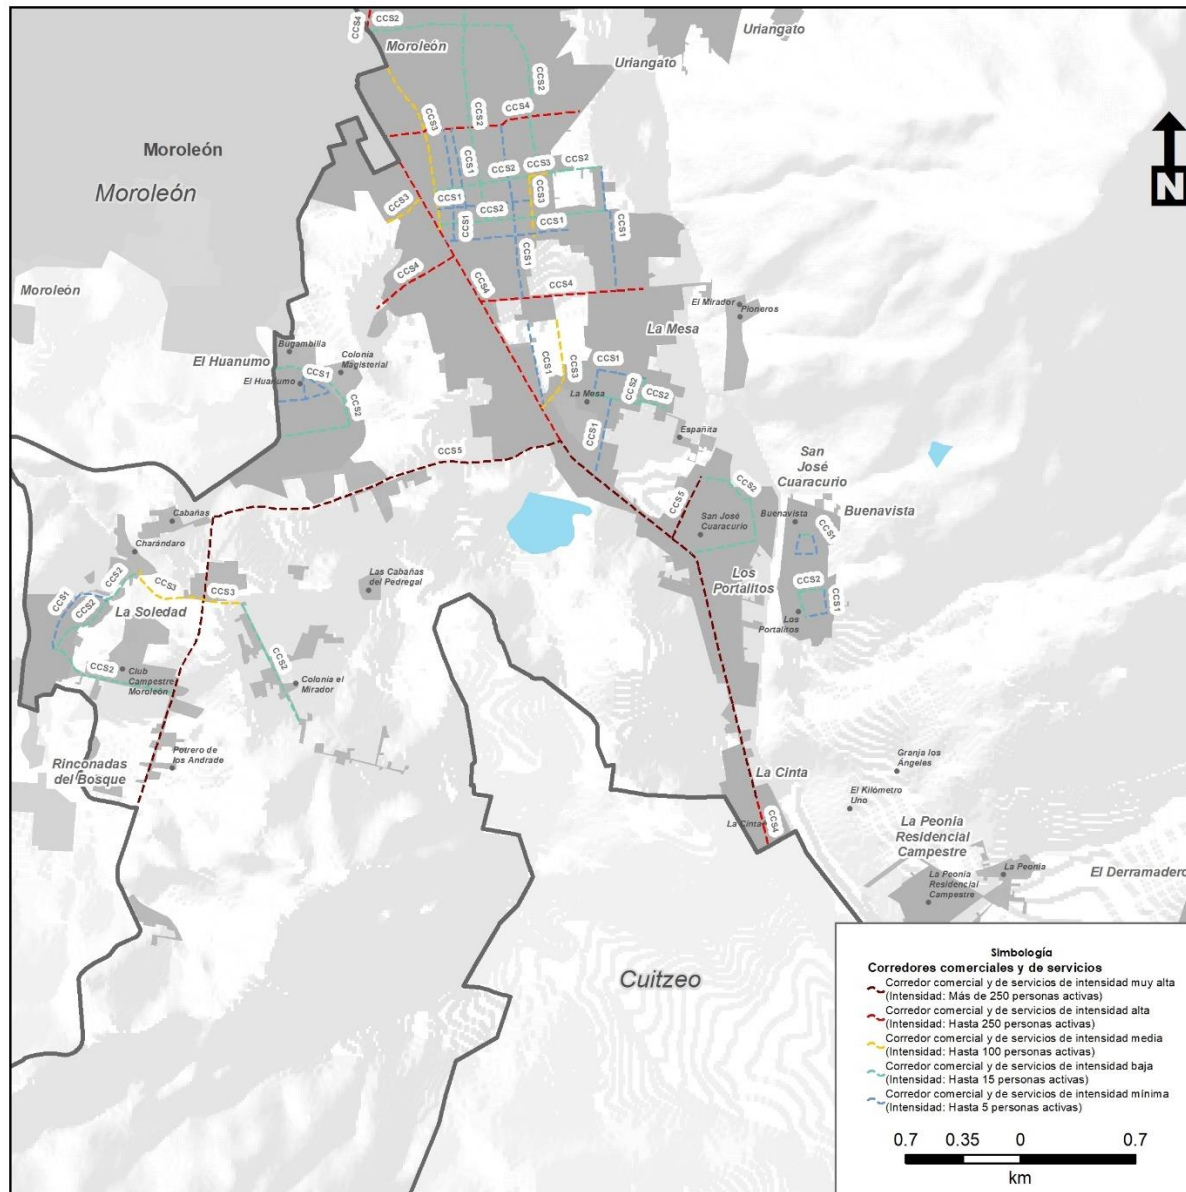 CCS4
CCS2
Moroleón
Uriangato
Uriangato
CCS2
CCS4
CCS2
CCS3
Moroleón
Moroleón
CCS1
CCS2
CCS3
CCS2
CCS3
CCS1
CCS3
CCS2
CCS1
CCS1
CCS1
CCS1
N
CCS4
CCS4
CCS4
Moroleón
El Mirador
Pioneros
La Mesa
Bugambilia
El Huanumo
Colonia
Magisterial
CCS1
El Huanumo
CCS2
CCS1
CCS3
CCS1
CCS2
CCS2
La Mesa
CCS1
Españita
CCS5
San
José
Cuaracurio
CCS5
CCS2
San José
Cuaracurio
Buenavista
Buenavista
CCS1
Cabañas
Charándaro
CCS2
CCS3
CCS3
CCS1
CCS2
La Soledad
Las Cabañas
del Pedregal
Los
Portalitos
CCS2
CCS1
Los
Portalitos
CCS2
Club
Campestre
Moroleón
CCS2
Colonia el
Mirador
Rinconadas
del Bosque
Potrero de
los Andrade
La Cinta
La Cinta
CCS4
Granja los
Ángeles
El Kilómetro
Uno
La Peonia
Residencial
Campestre
La Peonia
La Peonia
Residencial
Campestre
El Derramadero
Cuitzeo
Simbología
Corredores comerciales y de servicios
Corredor comercial y de servicios de intensidad muy alta
(Intensidad: Más de 250 personas activas)
Corredor comercial y de servicios de intensidad alta
(Intensidad: Hasta 250 personas activas)
Corredor comercial y de servicios de intensidad media
(Intensidad: Hasta 100 personas activas)
Corredor comercial y de servicios de intensidad baja
(Intensidad: Hasta 15 personas activas)
Corredor comercial y de servicios de intensidad mínima
(Intensidad: Hasta 5 personas activas)
0.7 0.35 0 0.7
km